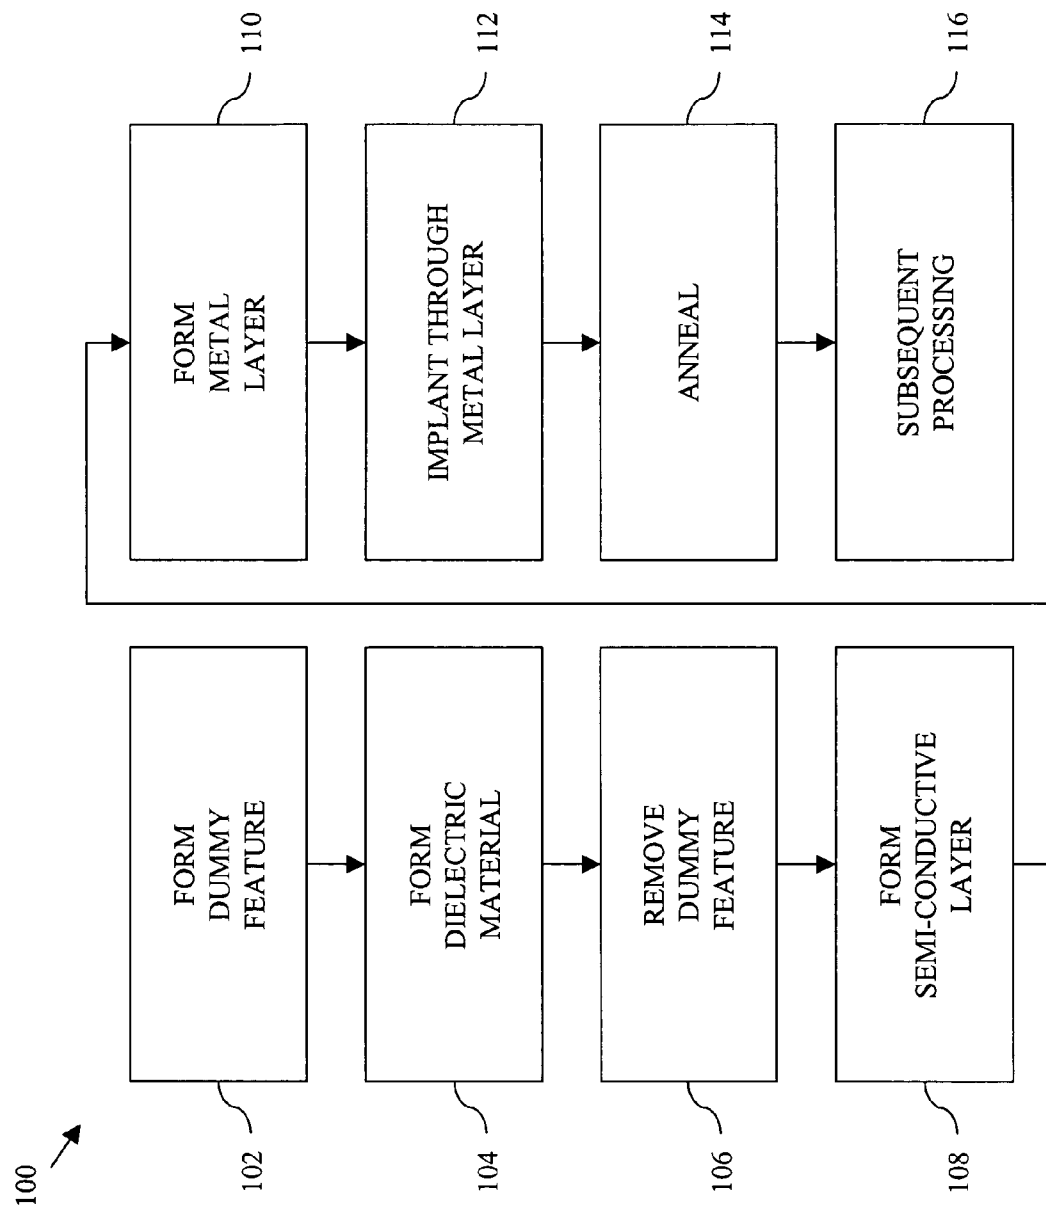 100
102
FORM
DUMMY
FEATURE
104
FORM
DIELECTRIC
MATERIAL
106
REMOVE
DUMMY
FEATURE
108
FORM
SEMI-CONDUCTIVE
LAYER
FORM
METAL
LAYER
110
IMPLANT THROUGH
METAL LAYER
112
ANNEAL
114
SUBSEQUENT
PROCESSING
116